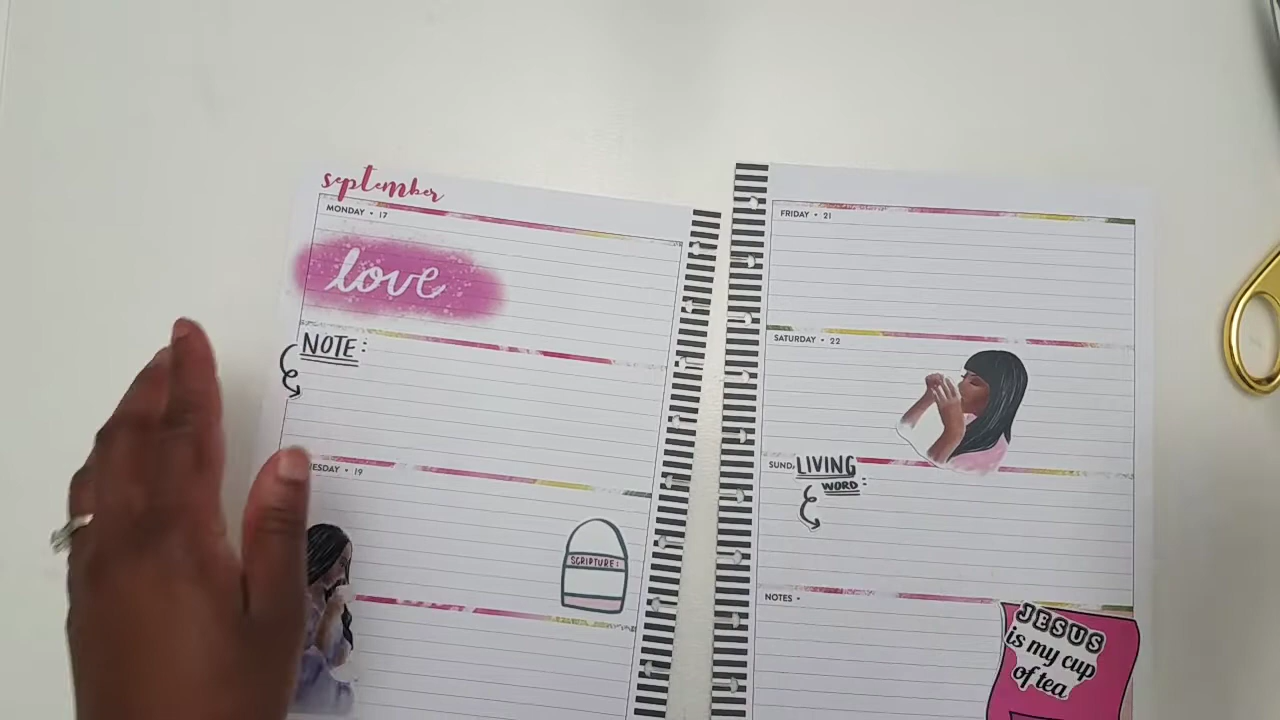 september
MONDAY • 17
love
NOTE:
ESDAY • 19
SCRIPTURE:
FRIDAY • 21
SATURDAY • 22
SUND
LIVING
WORD:
NOTES •
JESUS
is my cup
of tea